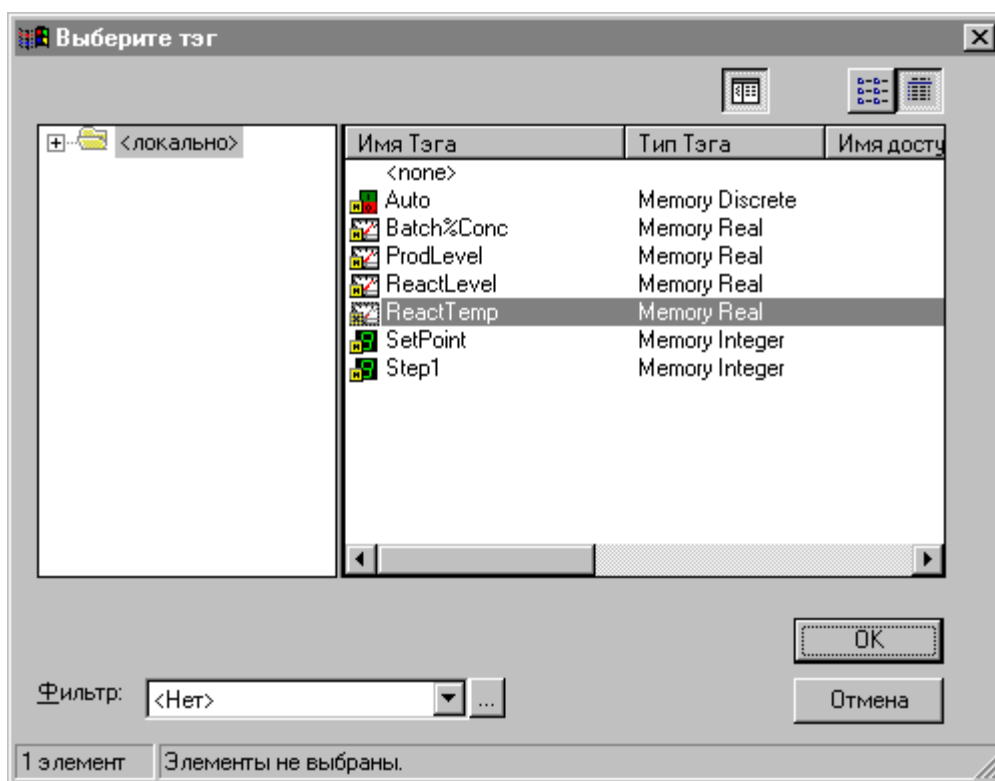 Выберите тэг
<локально>
Имя Тэга Тип Тэга Имя досту
<none>
Auto Memory Discrete
Batch%Conc Memory Real
ProdLevel Memory Real
ReactLevel Memory Real
ReactTemp Memory Real
SetPoint Memory Integer
Step1 Memory Integer
OK
Фильтр: <Нет> ...
Отмена
1 элемент Элементы не выбраны.